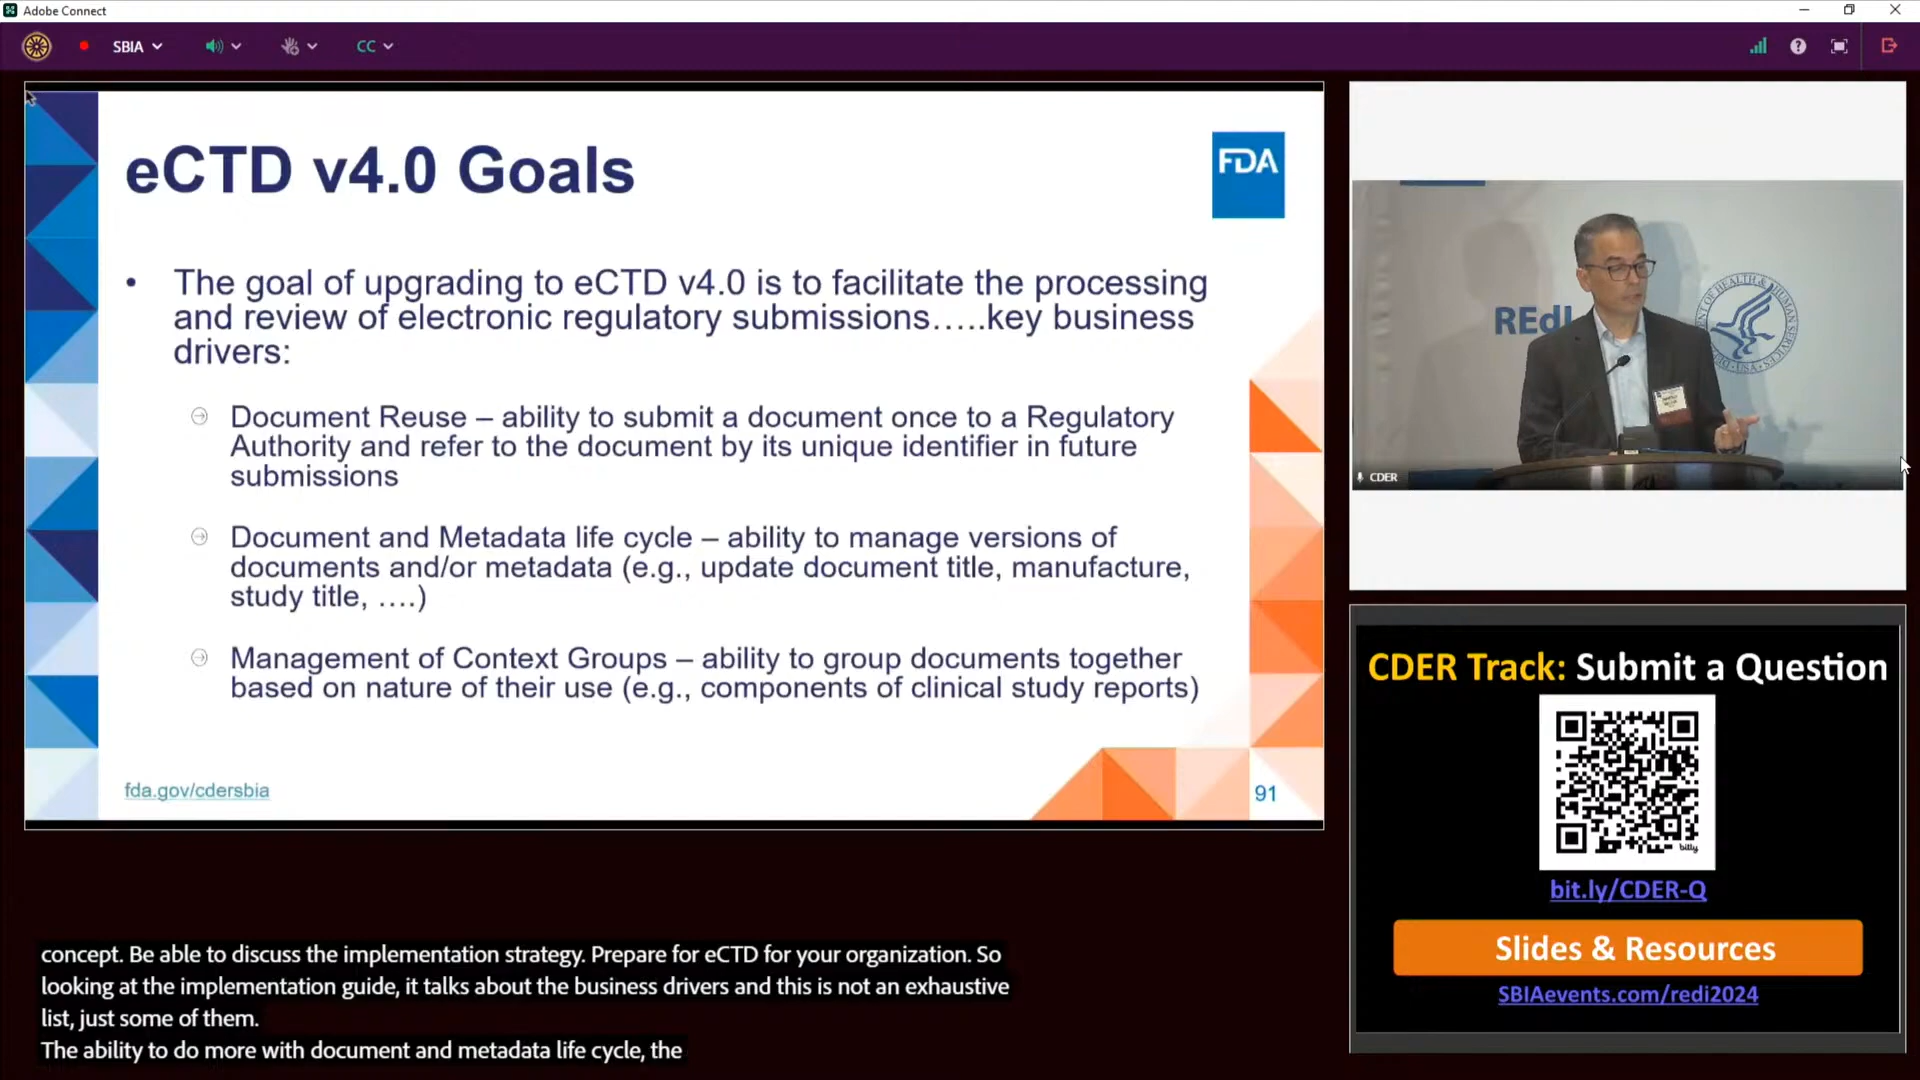 Adobe Connect
SBIA
CC
eCTD v4.0 Goals
FDA
• The goal of upgrading to eCTD v4.0 is to facilitate the processing
and review of electronic regulatory submissions…..key business
drivers:
Document Reuse – ability to submit a document once to a Regulatory
Authority and refer to the document by its unique identifier in future
submissions
Document and Metadata life cycle – ability to manage versions of
documents and/or metadata (e.g., update document title, manufacture,
study title, ….)
Management of Context Groups – ability to group documents together
based on nature of their use (e.g., components of clinical study reports)
fda.gov/cdersbia
91
CDER
CDER Track: Submit a Question
bitly
bit.ly/CDER-Q
Slides & Resources
SBIAevents.com/redi2024
concept. Be able to discuss the implementation strategy. Prepare for eCTD for your organization. So
looking at the implementation guide, it talks about the business drivers and this is not an exhaustive
list, just some of them.
The ability to do more with document and metadata life cycle, the